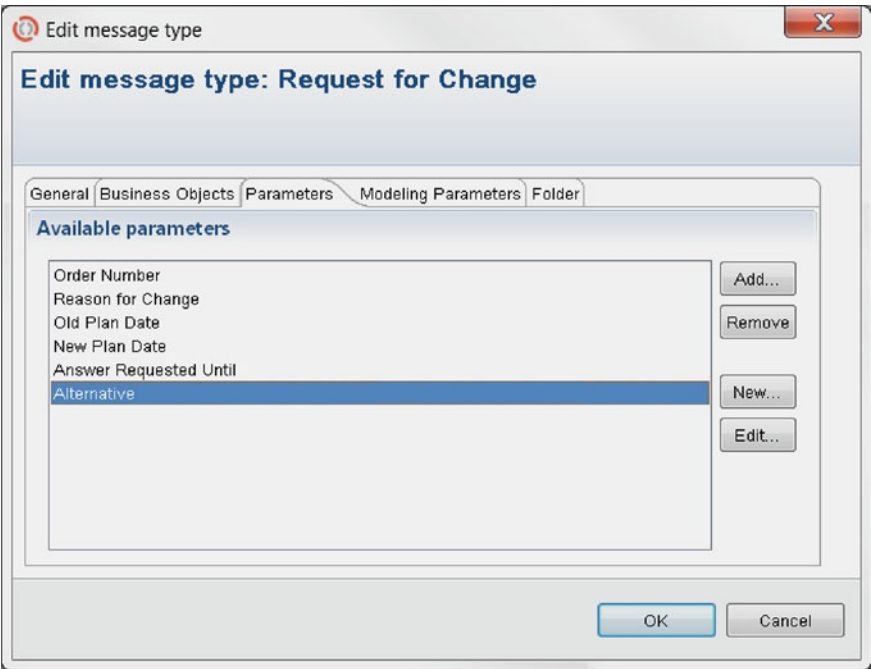 Edit message type
Edit message type: Request for Change
General Business Objects Parameters Modeling Parameters Folder
Available parameters
Order Number
Reason for Change
Old Plan Date
New Plan Date
Answer Requested Until
Alternative
Add...
Remove
New...
Edit...
OK Cancel